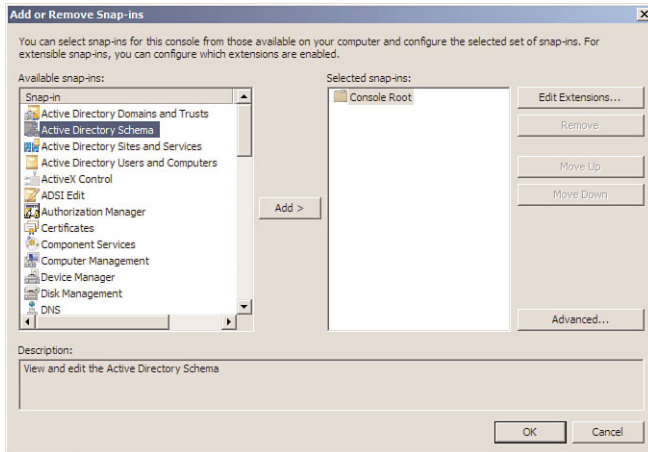 Add or Remove Snap-ins
You can select snap-ins for this console from those available on your computer and configure the selected set of snap-ins. For
extensible snap-ins, you can configure which extensions are enabled.
Available snap-ins:
Selected snap-ins:
Snap-in
Active Directory Domains and Trusts
Active Directory Schema
Active Directory Sites and Services
Active Directory Users and Computers
ActiveX Control
ADSI Edit
Authorization Manager
Certificates
Component Services
Computer Management
Device Manager
Disk Management
DNS
Add >
Console Root
Edit Extensions...
Remove
Move Up
Move Down
Advanced...
Description:
View and edit the Active Directory Schema
OK
Cancel